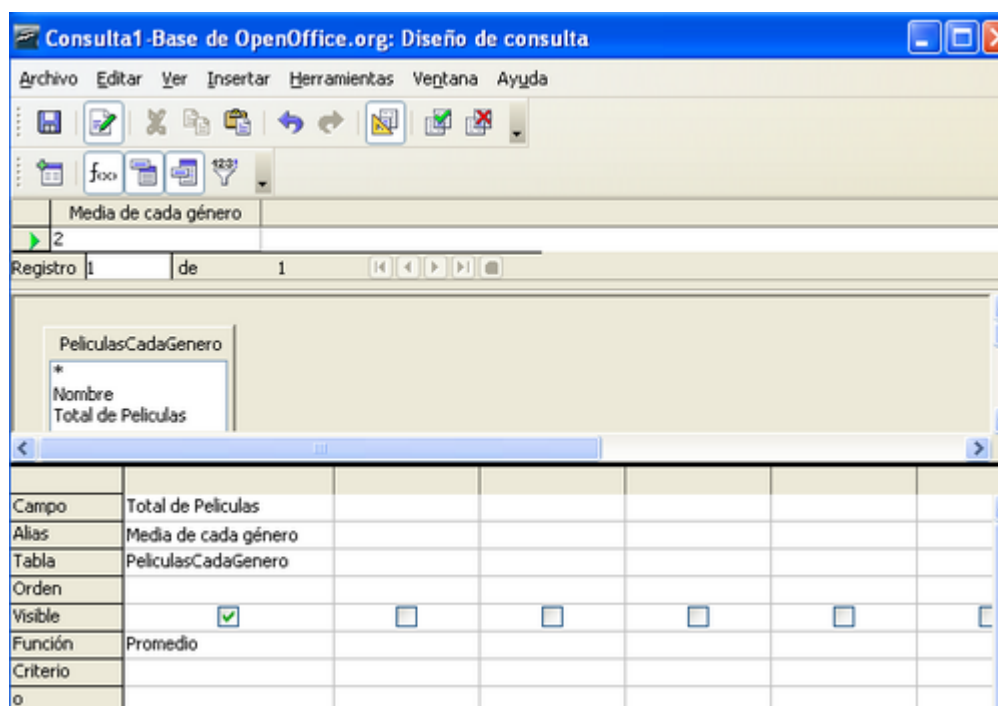 Consulta1-Base de OpenOffice.org: Diseño de consulta
Archivo Editar Ver Insertar Herramientas Ventana Ayuda
f(x) 123!
Media de cada género
2
Registro 1 de 1
PeliculasCadaGenero
*
Nombre
Total de Peliculas
Campo Total de Peliculas
Alias Media de cada género
Tabla PeliculasCadaGenero
Orden
Visible
Función Promedio
Criterio
o